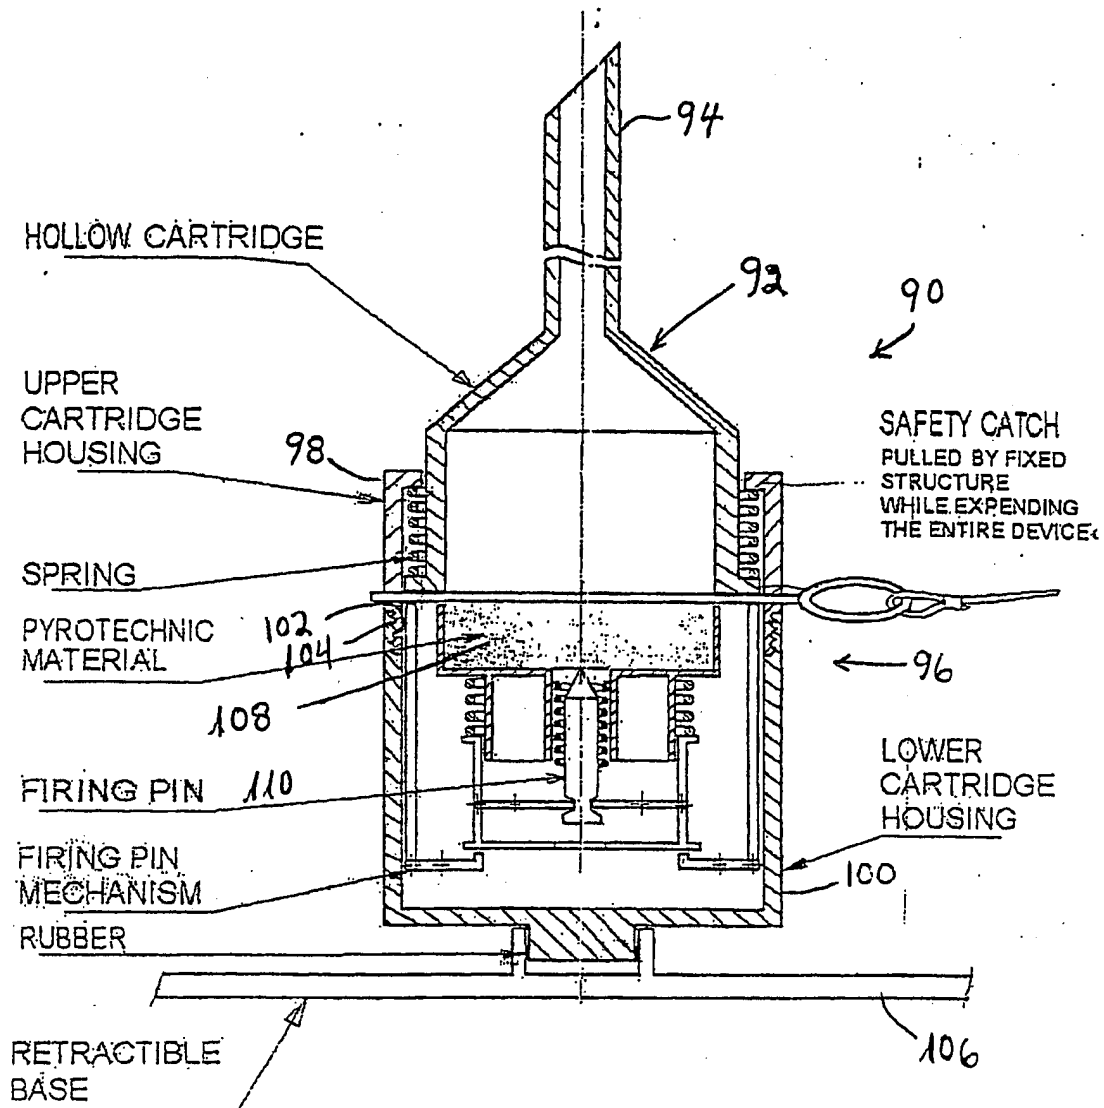 94
HOLLOW CARTRIDGE
92
90
UPPER
CARTRIDGE
HOUSING
98
SAFETY CATCH
PULLED BY FIXED
STRUCTURE
WHILE EXPENDING
THE ENTIRE DEVICE
SPRING
102
PYROTECHNIC
MATERIAL
104
96
108
FIRING PIN 110
LOWER
CARTRIDGE
HOUSING
FIRING PIN
MECHANISM
100
RUBBER
106
RETRACTIBLE
BASE